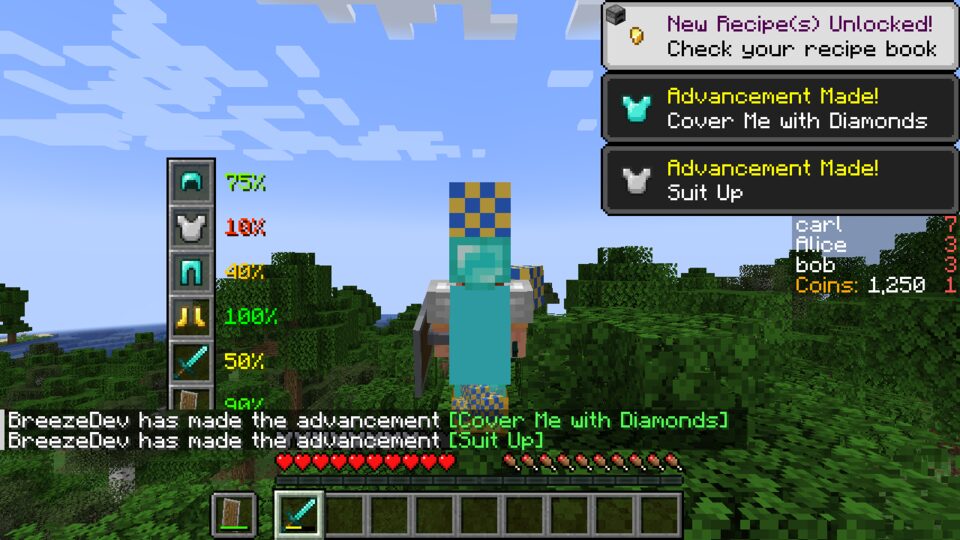 New Recipe(s) Unlocked!
Check your recipe book
Advancement Made!
Cover Me with Diamonds
Advancement Made!
Suit Up
75%
10%
40%
100%
50%
90%
carl 7
Alice 3
bob 3
Coins: 1,250 1
BreezeDev has made the advancement [Cover Me with Diamonds]
BreezeDev has made the advancement [Suit Up]